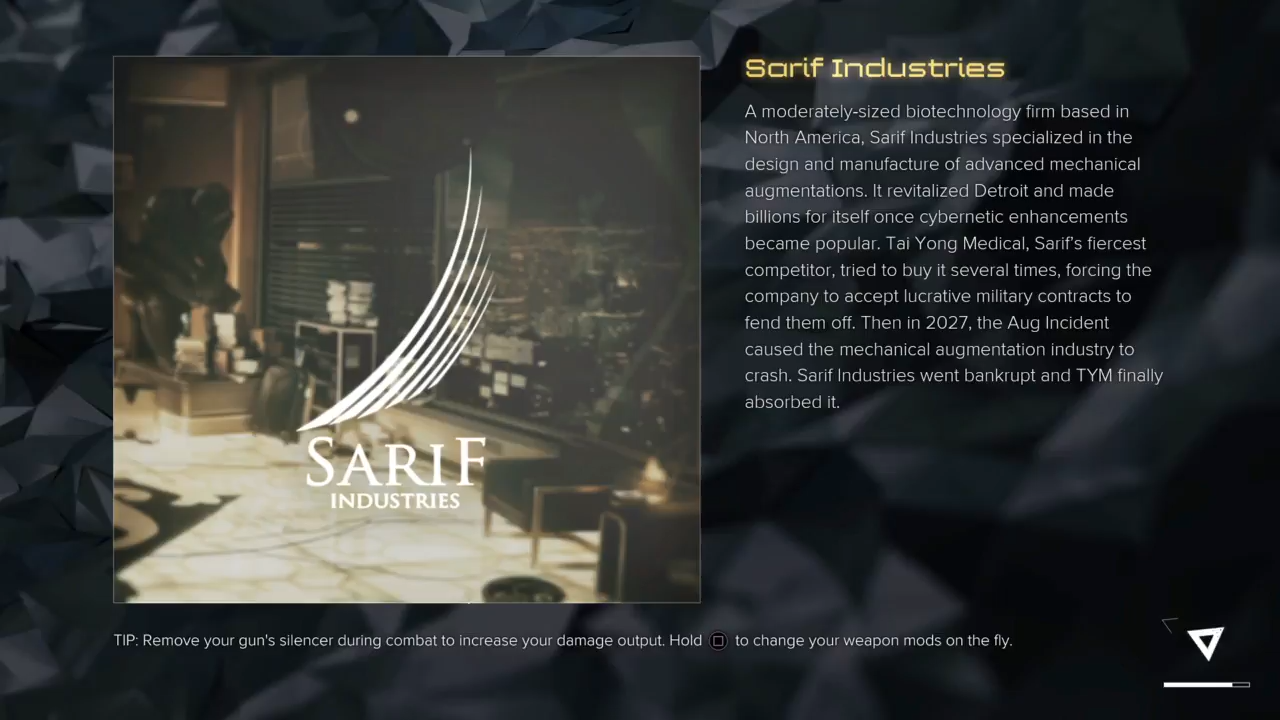 Sarif Industries
A moderately-sized biotechnology firm based in
North America, Sarif Industries specialized in the
design and manufacture of advanced mechanical
augmentations. It revitalized Detroit and made
billions for itself once cybernetic enhancements
became popular. Tai Yong Medical, Sarif's fiercest
competitor, tried to buy it several times, forcing the
company to accept lucrative military contracts to
fend them off. Then in 2027, the Aug Incident
caused the mechanical augmentation industry to
crash. Sarif Industries went bankrupt and TYM finally
absorbed it.
SARIF
INDUSTRIES
TIP: Remove your gun's silencer during combat to increase your damage output. Hold to change your weapon mods on the fly.